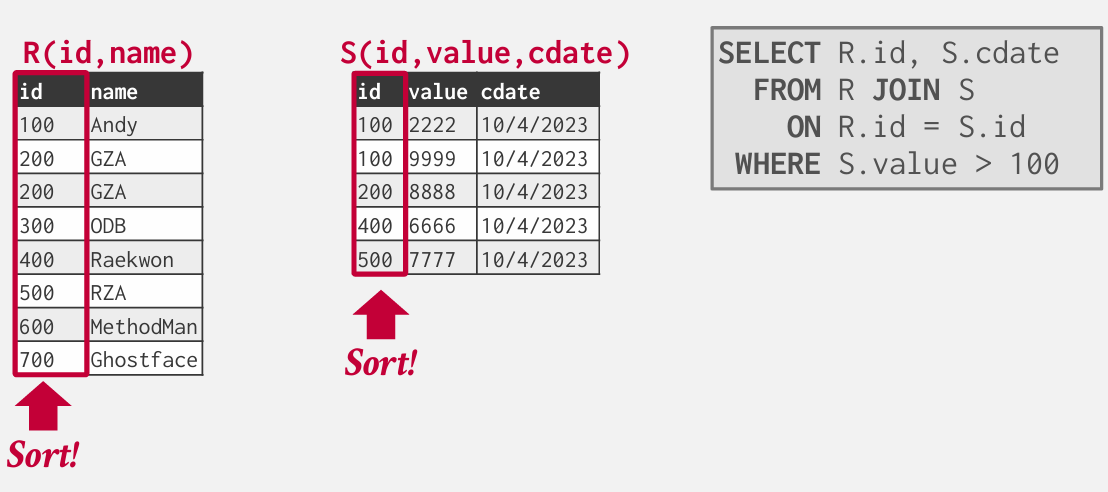 R(id,name)
id name
100 Andy
200 GZA
200 GZA
300 ODB
400 Raekwon
500 RZA
600 MethodMan
700 Ghostface
Sort!
S(id,value,cdate)
id value cdate
100 2222 10/4/2023
100 9999 10/4/2023
200 8888 10/4/2023
400 6666 10/4/2023
500 7777 10/4/2023
Sort!
SELECT R.id, S.cdate
FROM R JOIN S
ON R.id = S.id
WHERE S.value > 100